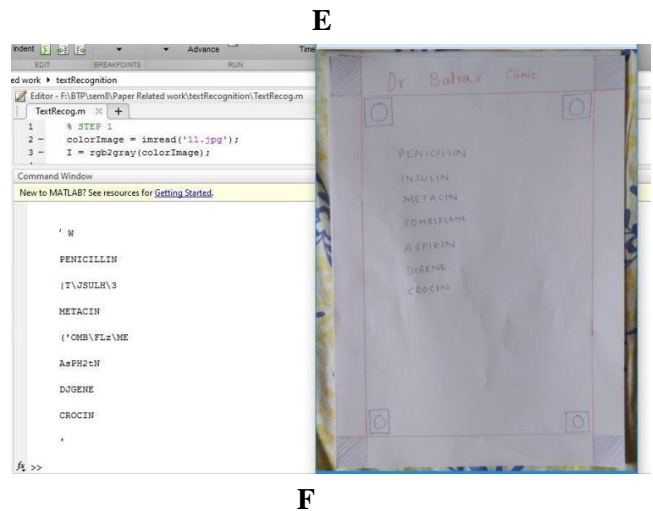 E
Indent Advance Time
EDIT BREAKPOINTS RUN
ed work ▸ textRecognition
Editor - F:\BTP\sem8\Paper Related work\textRecognition\TextRecog.m
TextRecog.m × +
1 % STEP 1
2 - colorImage = imread('11.jpg');
3 - I = rgb2gray(colorImage);
Command Window
New to MATLAB? See resources for Getting Started.
' W
PENICILLIN
|T\JSULH\3
METACIN
('OMB\FLz\ME
AsPH2tN
DJGENE
CROCIN
'
fx >>
Dr. Batra's Clinic
PENICILLIN
INSULIN
METACIN
COMBIFLAME
ASPIRIN
DIGENE
CROCIN
F